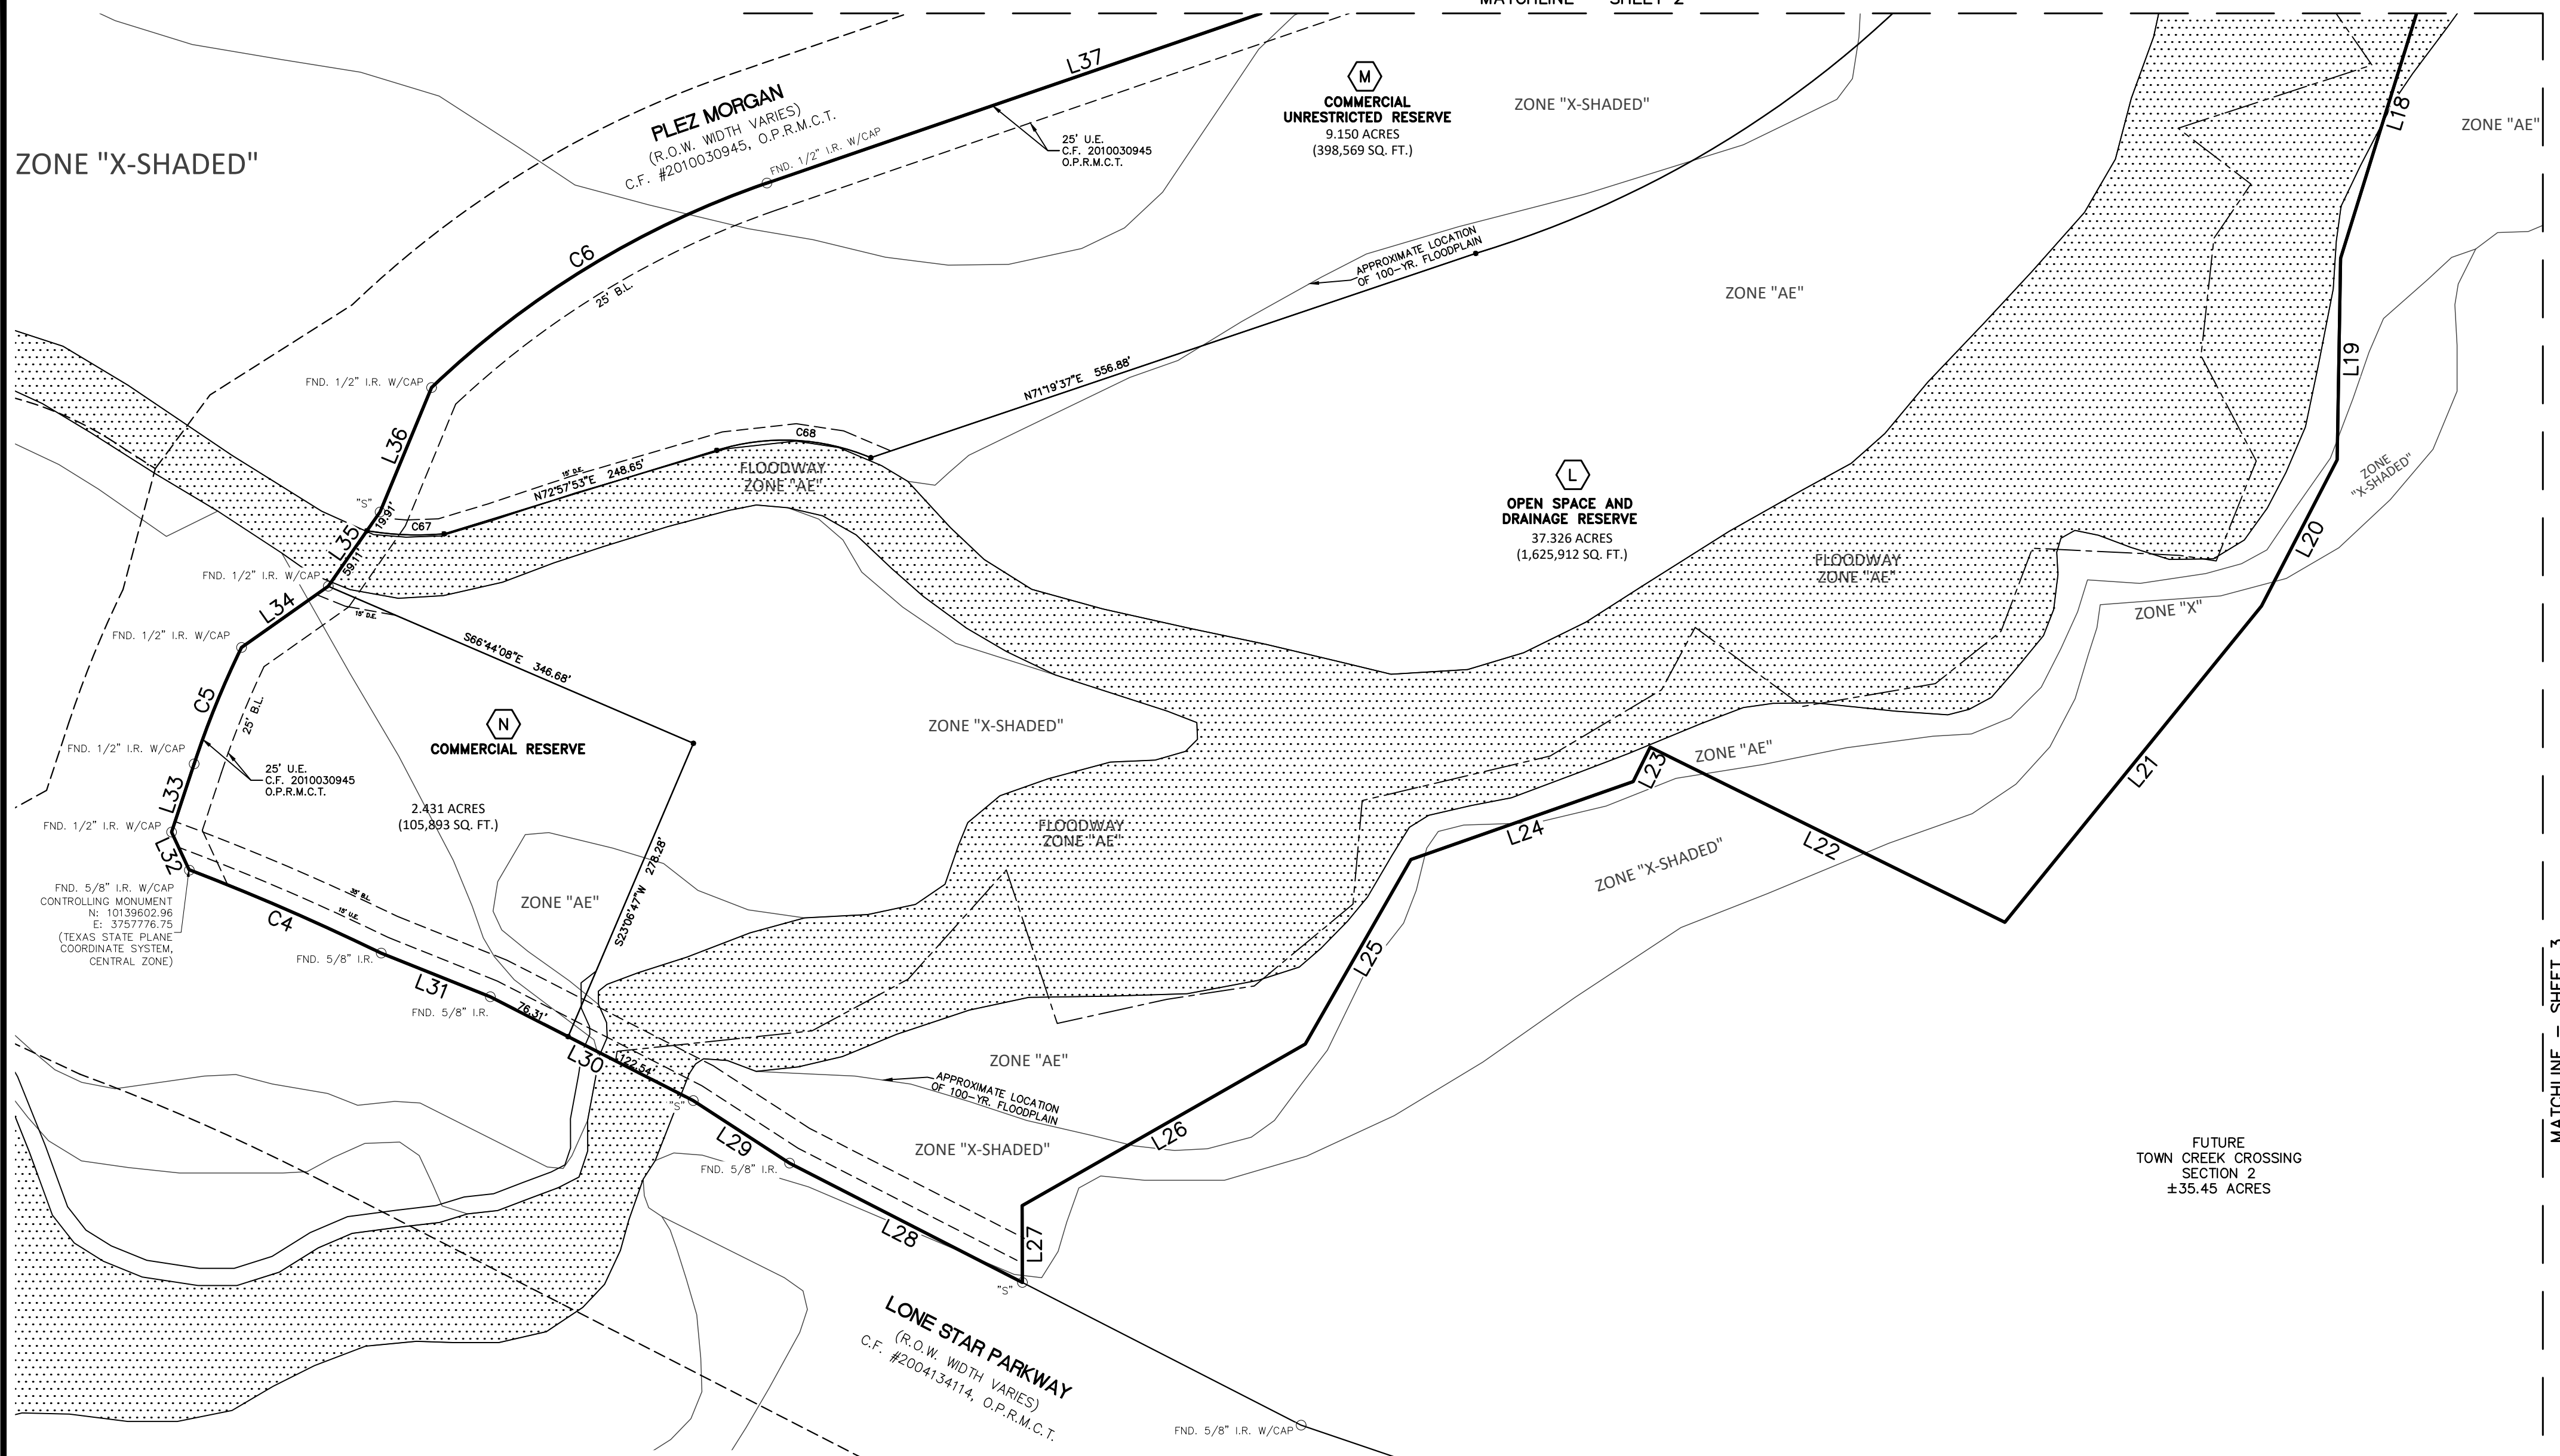 MATCHLINE - SHEET 2
L37
PLEZ MORGAN
(R.O.W. WIDTH VARIES)
C.F. #2010030945, O.P.R.M.C.T.
FND. 1/2" I.R. W/CAP
25' U.E.
C.F. 2010030945
O.P.R.M.C.T.
M
COMMERCIAL
UNRESTRICTED RESERVE
9.150 ACRES
(398,569 SQ. FT.)
ZONE "X-SHADED"
L18
ZONE "AE"
ZONE "X-SHADED"
C6
25' B.L.
APPROXIMATE LOCATION
OF 100-YR. FLOODPLAIN
ZONE "AE"
L19
FND. 1/2" I.R. W/CAP
N71°19'37"E 556.88'
L36
C68
15' D.E.
N72°57'53"E 248.65'
FLOODWAY
ZONE "AE"
"S"
19.91'
C67
L35
59.11'
L
OPEN SPACE AND
DRAINAGE RESERVE
37.326 ACRES
(1,625,912 SQ. FT.)
ZONE
"X-SHADED"
L20
FLOODWAY
ZONE "AE"
ZONE "X"
FND. 1/2" I.R. W/CAP
L34
15' D.E.
FND. 1/2" I.R. W/CAP
S66°44'08"E 346.68'
C5
25' B.L.
N
COMMERCIAL RESERVE
ZONE "X-SHADED"
FND. 1/2" I.R. W/CAP
25' U.E.
C.F. 2010030945
O.P.R.M.C.T.
L33
2.431 ACRES
(105,893 SQ. FT.)
FND. 1/2" I.R. W/CAP
L32
ZONE "AE"
L23
L21
L24
L22
FLOODWAY
ZONE "AE"
ZONE "X-SHADED"
S23°06'47"W 278.28'
FND. 5/8" I.R. W/CAP
CONTROLLING MONUMENT
N: 10139602.96
E: 3757776.75
(TEXAS STATE PLANE
COORDINATE SYSTEM,
CENTRAL ZONE)
35' B.L.
15' U.E.
C4
ZONE "AE"
FND. 5/8" I.R.
L31
L25
FND. 5/8" I.R.
76.31'
L30
122.54'
ZONE "AE"
APPROXIMATE LOCATION
OF 100-YR. FLOODPLAIN
"S"
L29
ZONE "X-SHADED"
L26
FND. 5/8" I.R.
L28
L27
"S"
FUTURE
TOWN CREEK CROSSING
SECTION 2
±35.45 ACRES
MATCHLINE - SHEET 3
LONE STAR PARKWAY
(R.O.W. WIDTH VARIES)
C.F. #2004134114, O.P.R.M.C.T.
FND. 5/8" I.R. W/CAP